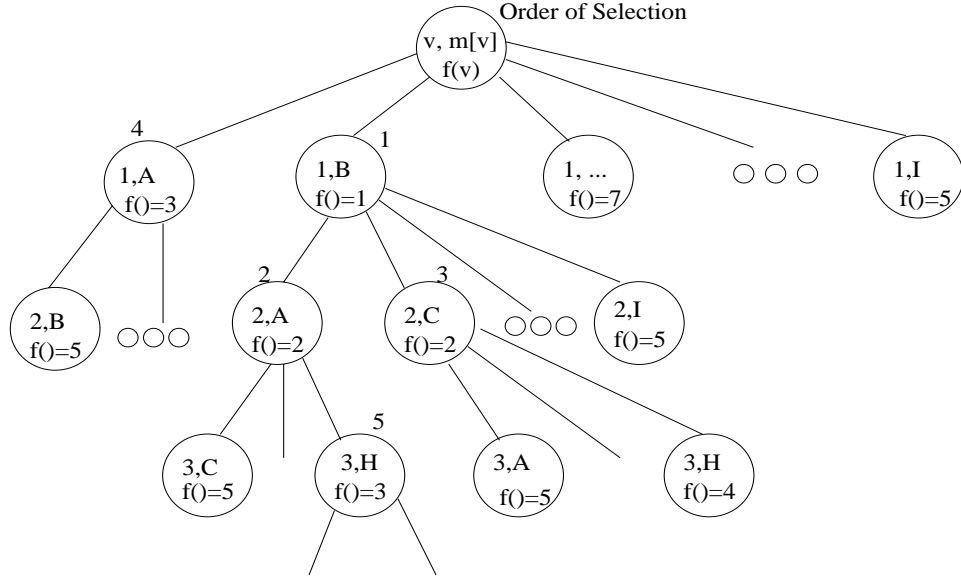 Order of Selection
v, m[v]
f(v)
4
1,A
f()=3
1
1,B
f()=1
1, ...
f()=7
1,I
f()=5
2,B
f()=5
2
2,A
f()=2
3
2,C
f()=2
2,I
f()=5
3,C
f()=5
5
3,H
f()=3
3,A
f()=5
3,H
f()=4